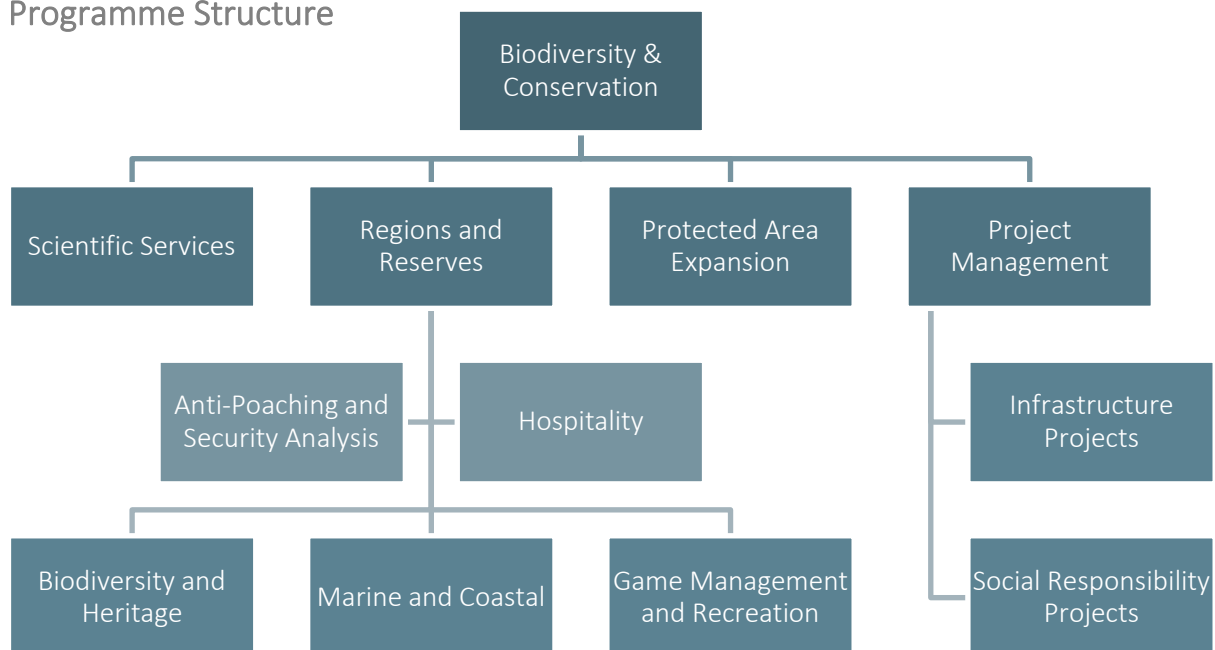 Programme Structure
Biodiversity &
Conservation
Scientific Services
Regions and
Reserves
Protected Area
Expansion
Project
Management
Anti-Poaching and
Security Analysis
Hospitality
Infrastructure
Projects
Biodiversity and
Heritage
Marine and Coastal
Game Management
and Recreation
Social Responsibility
Projects